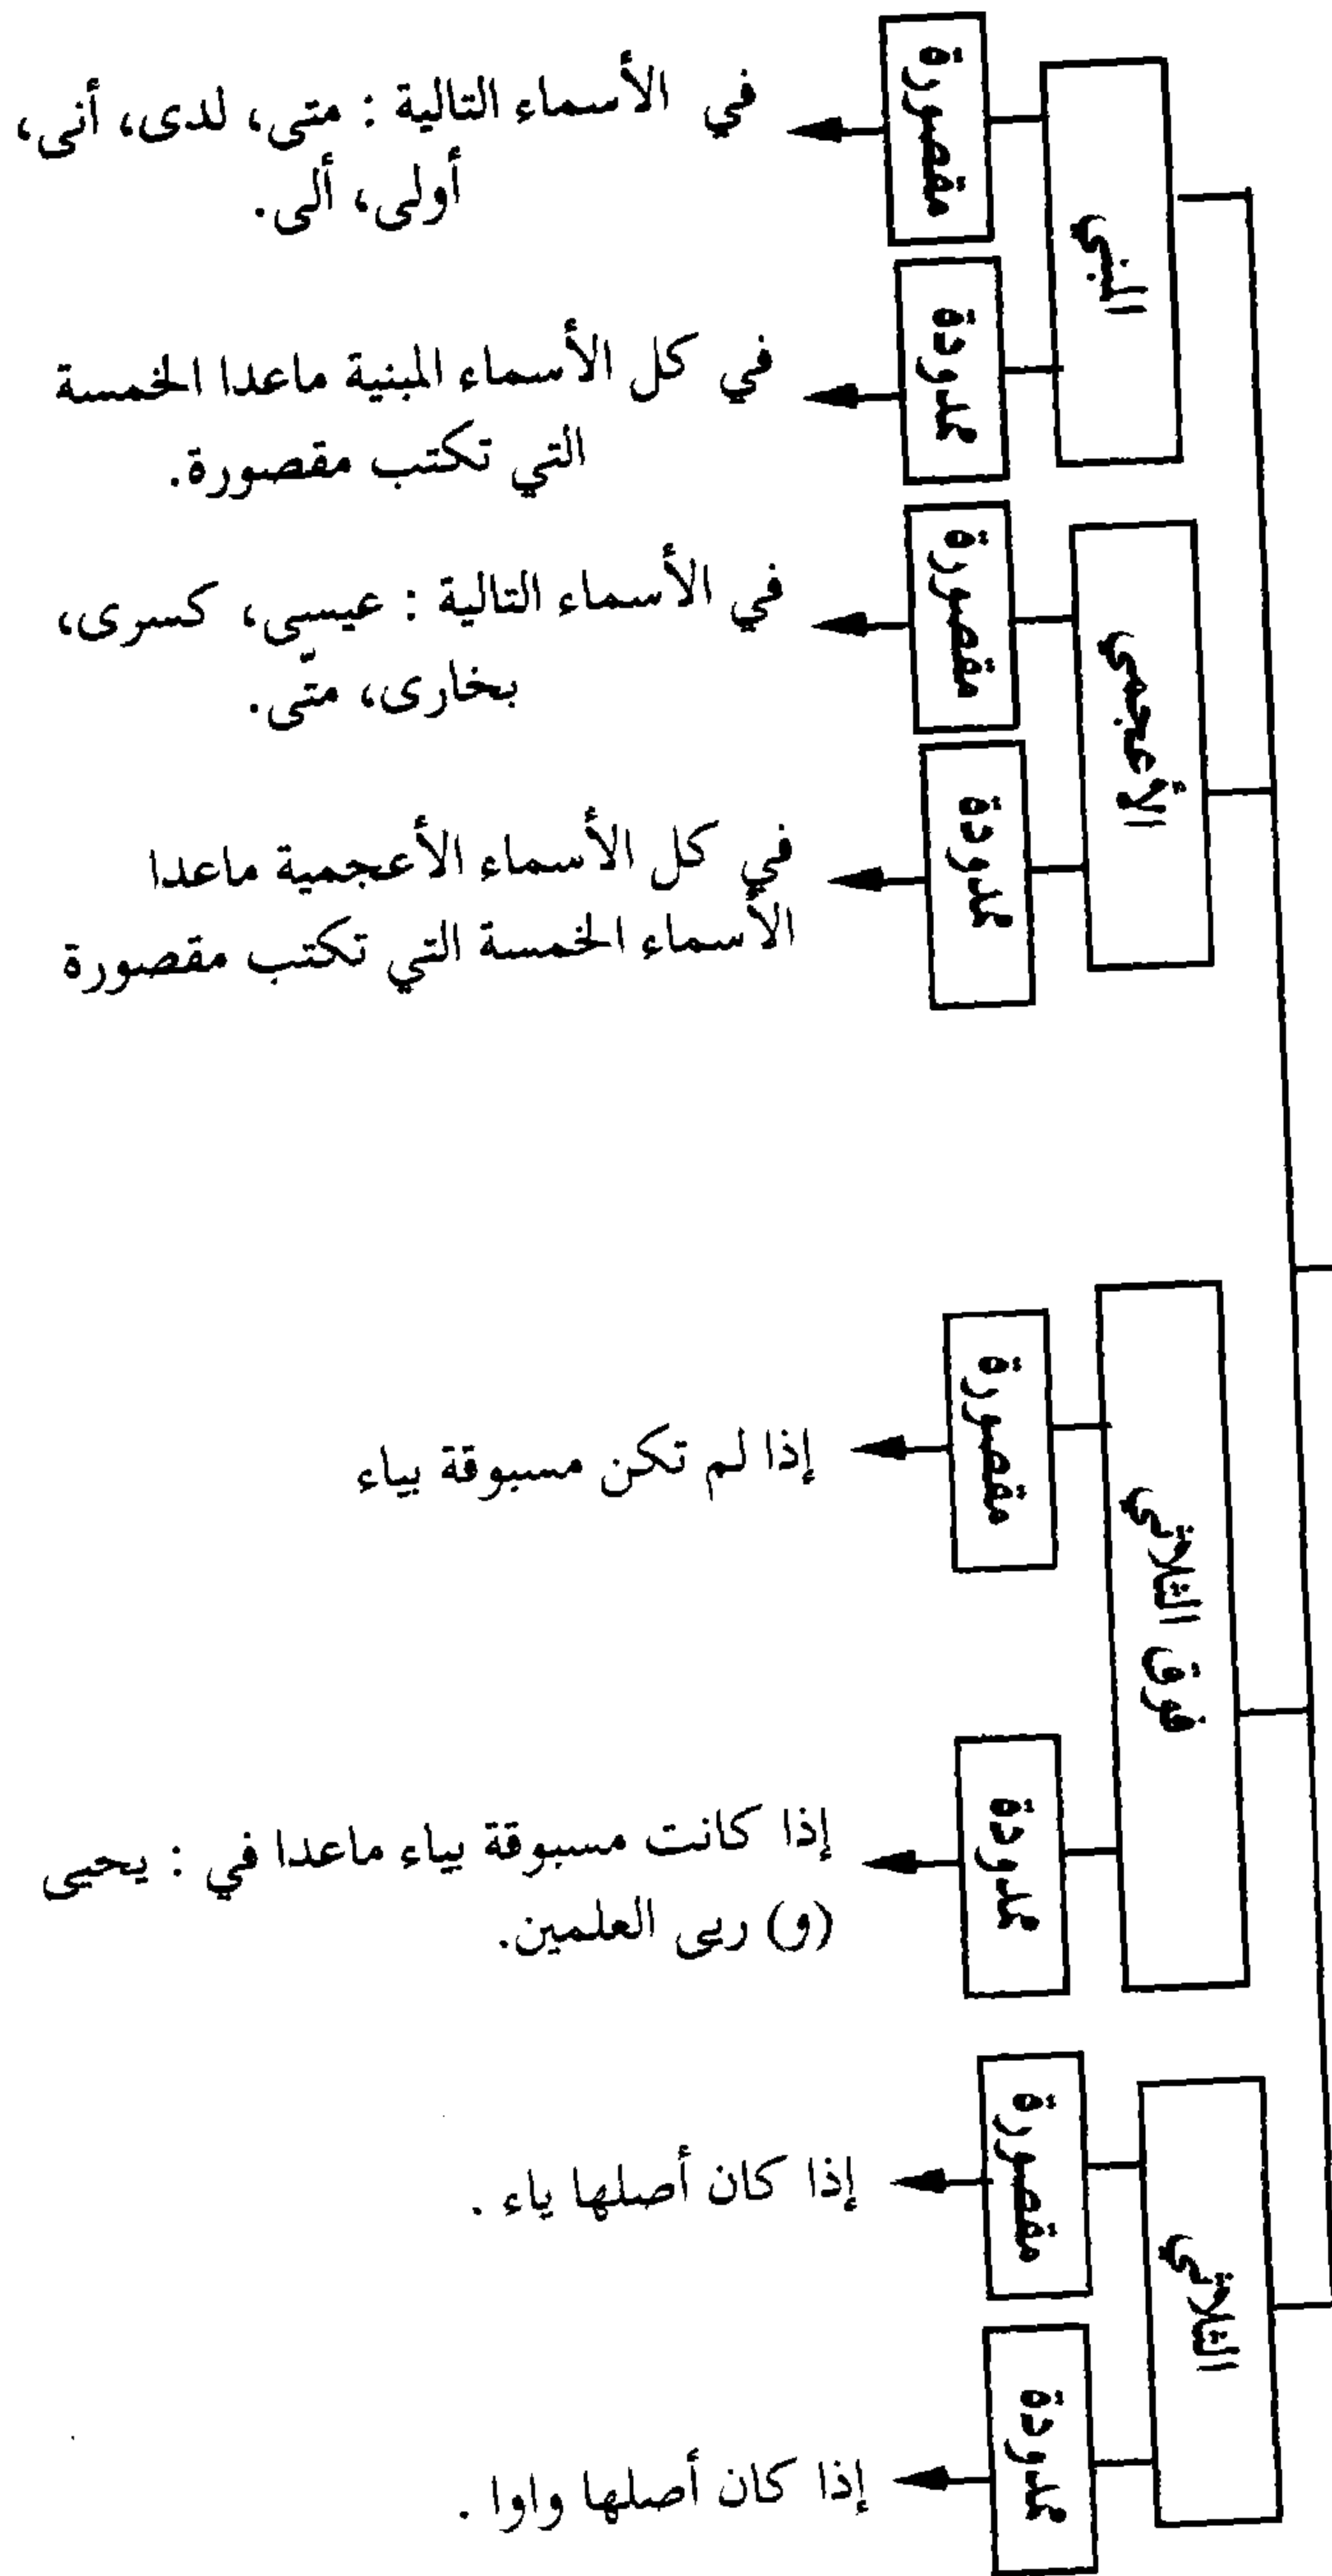 المبني
مقصورة
في الأسماء التالية : متى، لدى، أنى،
أولى، ألى.
ممدودة
في كل الأسماء المبنية ماعدا الخمسة
التي تكتب مقصورة.
الأعجمي
مقصورة
في الأسماء التالية : عيسى، كسرى،
بخارى، متّى.
ممدودة
في كل الأسماء الأعجمية ماعدا
الأسماء الخمسة التي تكتب مقصورة
فوق الثلاثي
مقصورة
إذا لم تكن مسبوقة بياء
ممدودة
إذا كانت مسبوقة بياء ماعدا في : يحيى
(و) ريى العلمين.
الثلاثي
مقصورة
إذا كان أصلها ياء .
ممدودة
إذا كان أصلها واوا .